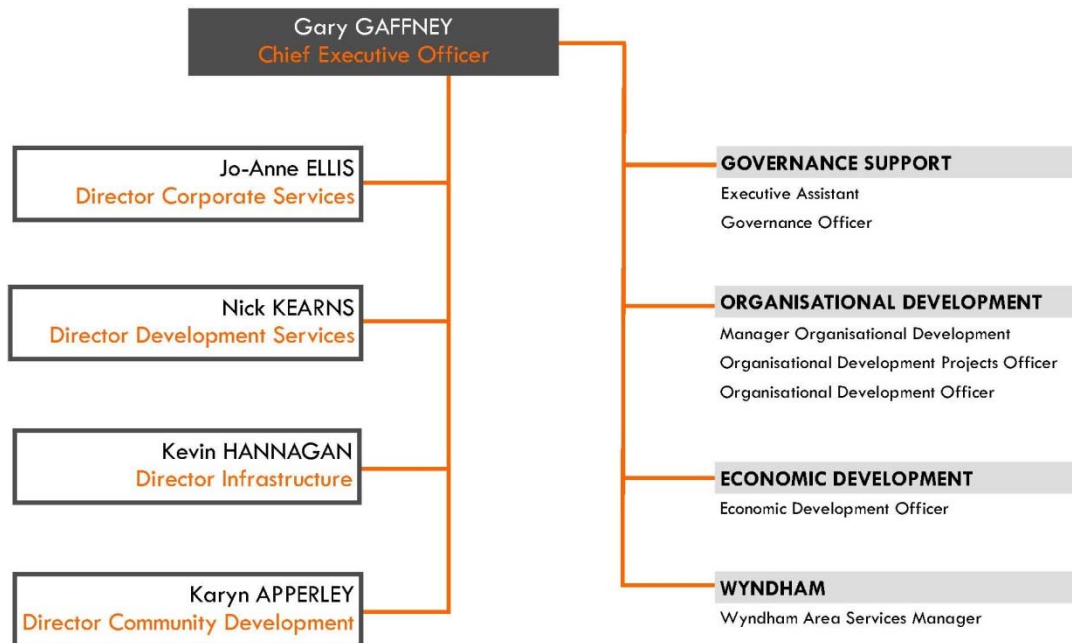 Gary GAFFNEY
Chief Executive Officer
Jo-Anne ELLIS
Director Corporate Services
Nick KEARNS
Director Development Services
Kevin HANNAGAN
Director Infrastructure
Karyn APPERLEY
Director Community Development
GOVERNANCE SUPPORT
Executive Assistant
Governance Officer
ORGANISATIONAL DEVELOPMENT
Manager Organisational Development
Organisational Development Projects Officer
Organisational Development Officer
ECONOMIC DEVELOPMENT
Economic Development Officer
WYNDHAM
Wyndham Area Services Manager